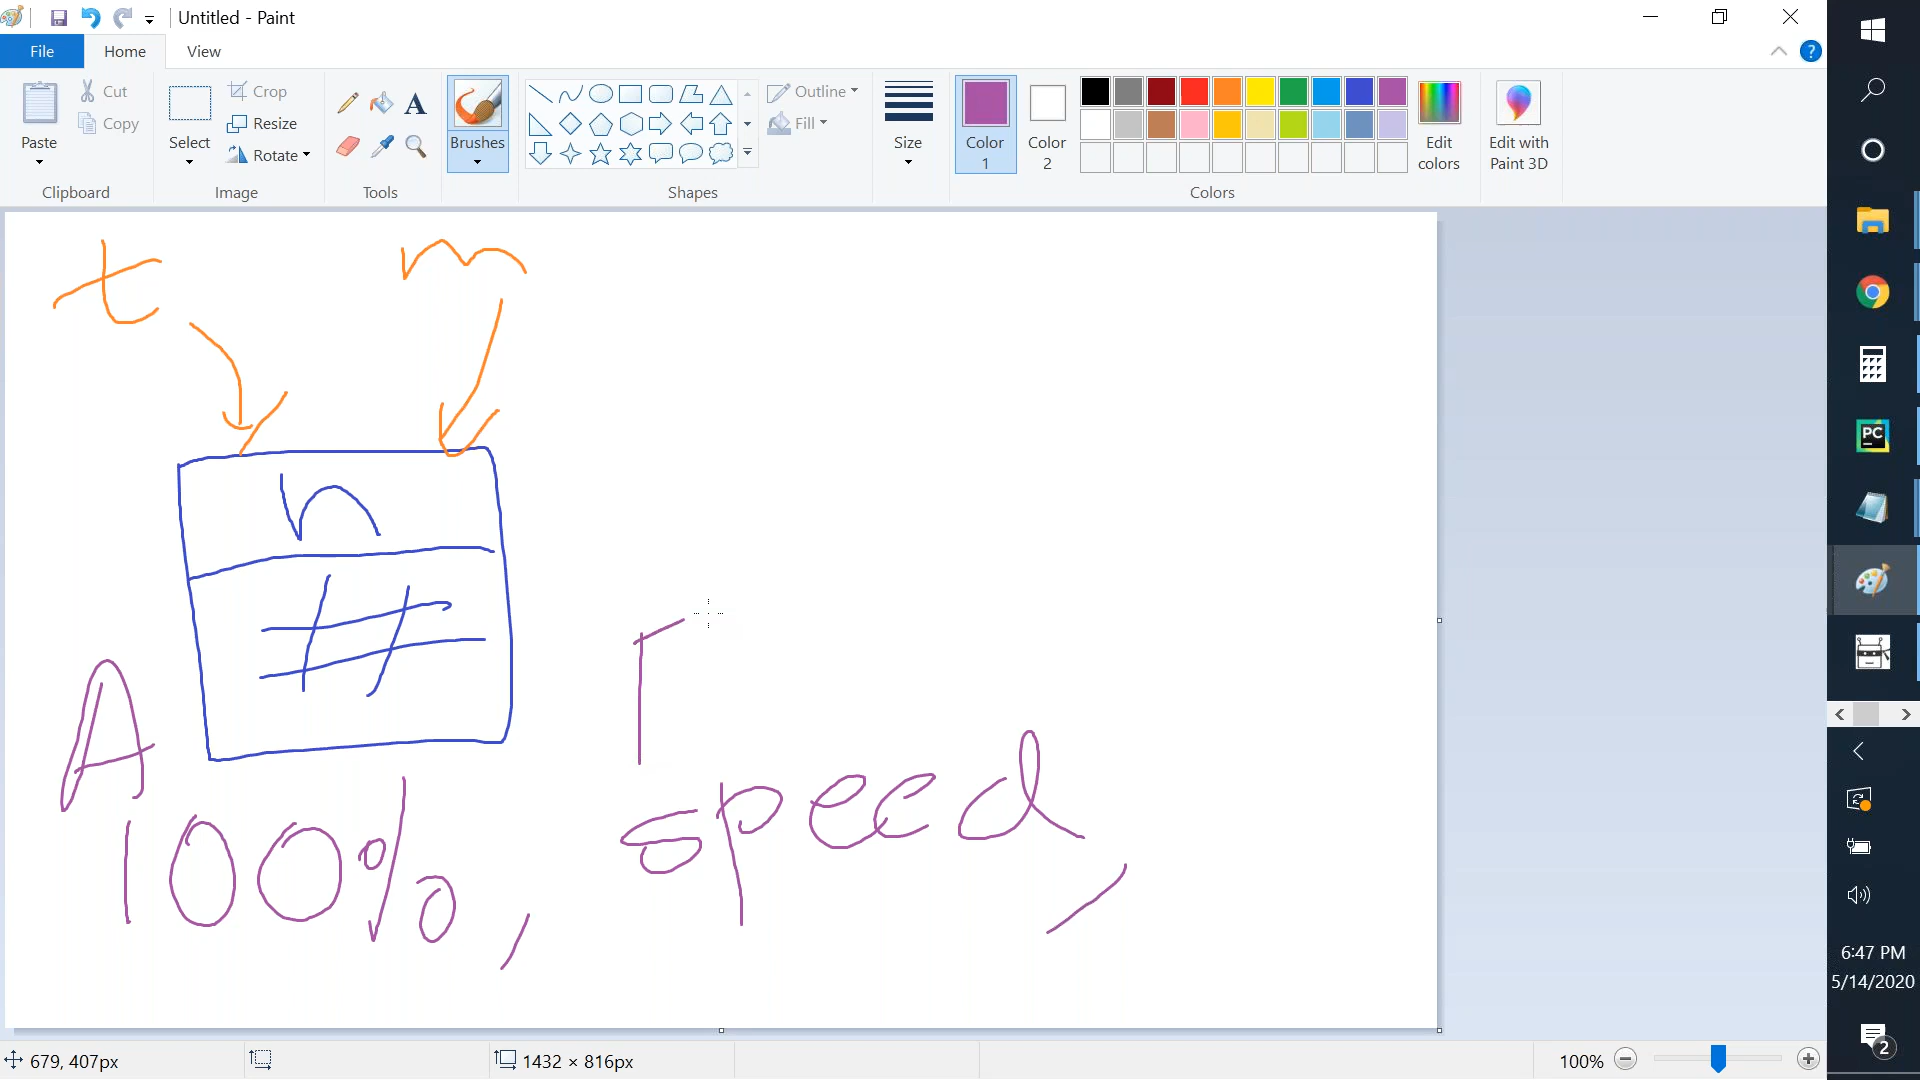 Untitled - Paint
File Home View
Paste
Cut
Copy
Clipboard
Select
Crop
Resize
Rotate
Image
A
Tools
Brushes
Shapes
Outline
Fill
Size
Color 1
Color 2
Edit colors
Colors
Edit with Paint 3D
?
t m
n
#
A
100%, speed,
679, 407px
1432 × 816px
100%
PC
6:47 PM
5/14/2020
2